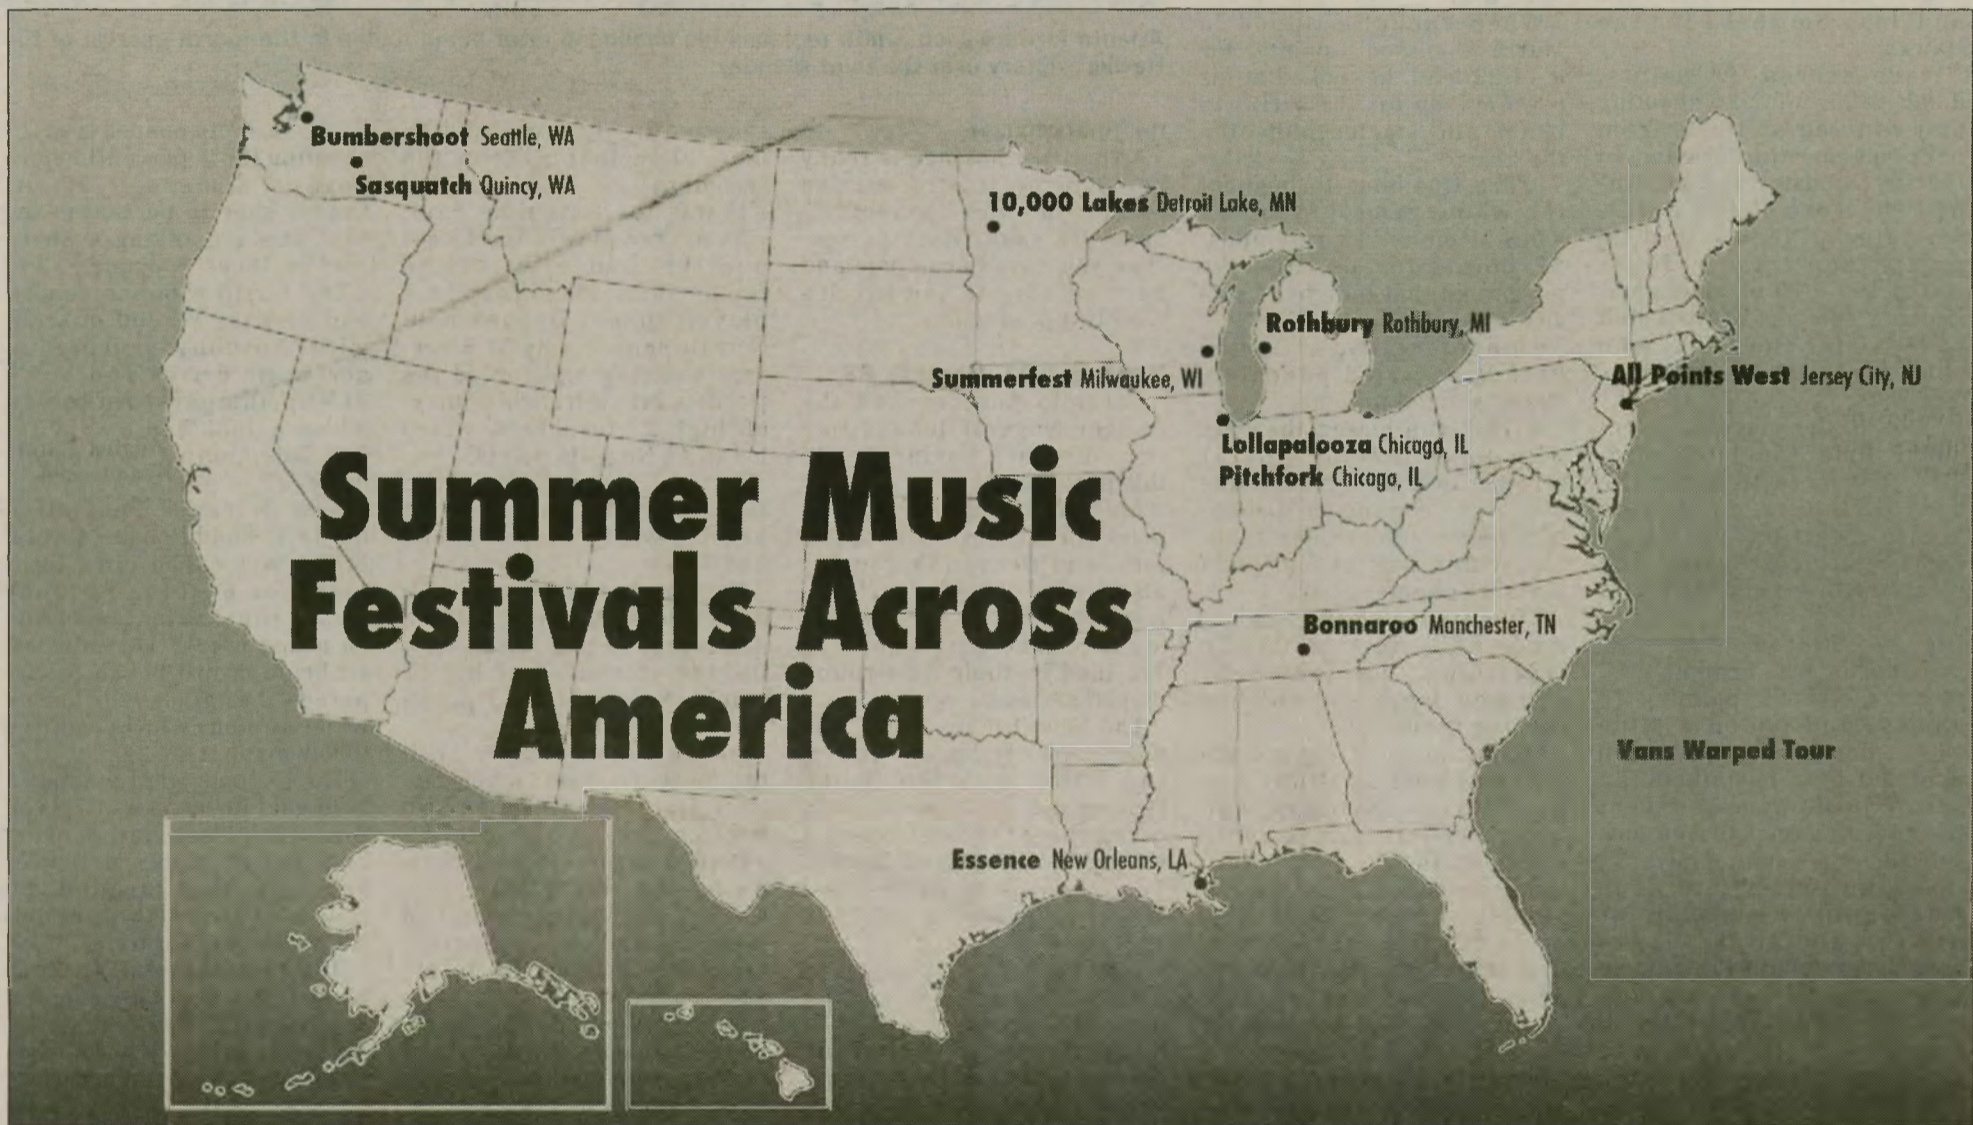 Bumbershoot Seattle, WA
Sasquatch Quincy, WA
10,000 Lakes Detroit Lake, MN
Rothbury Rothbury, MI
Summerfest Milwaukee, WI
All Points West Jersey City, NJ
Lollapalooza Chicago, IL
Pitchfork Chicago, IL
Summer Music
Festivals Across
America
Bonnaroo Manchester, TN
Vans Warped Tour
Essence New Orleans, LA